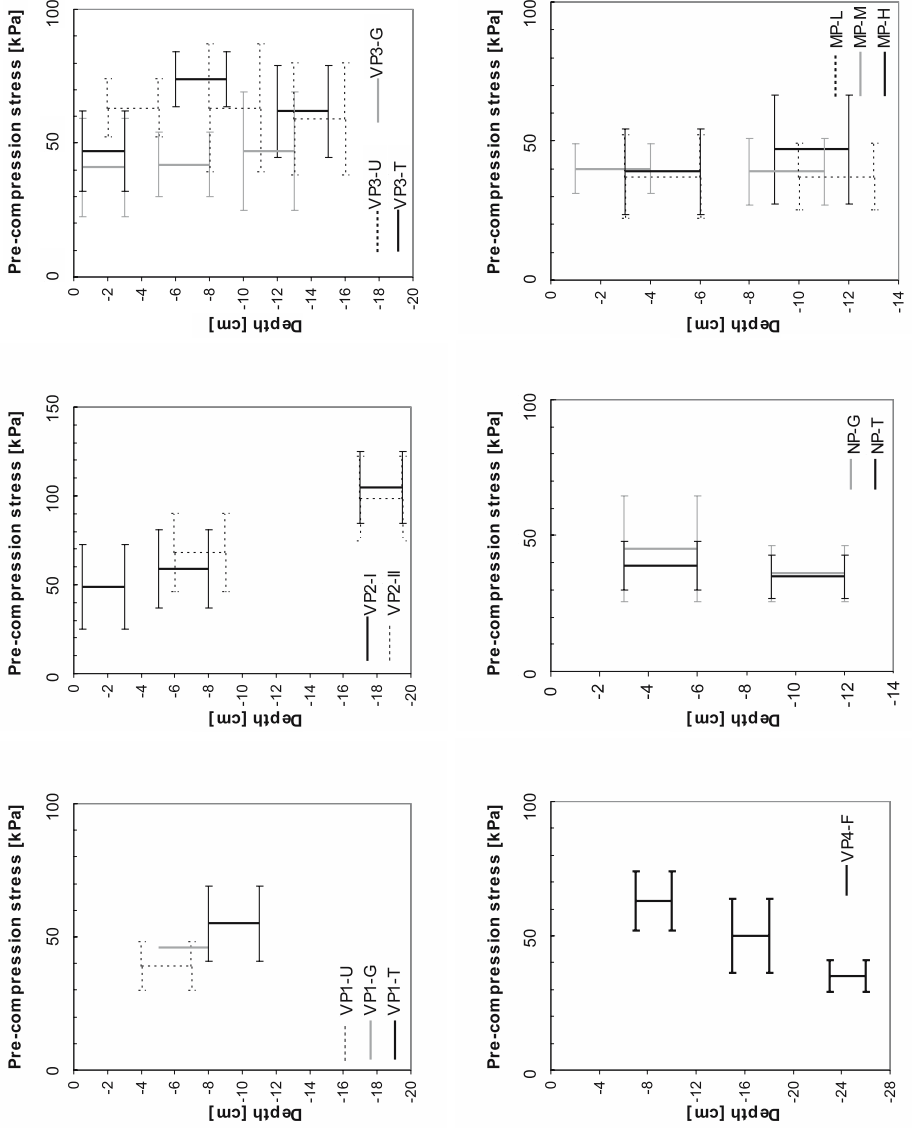 Pre-compression stress [kPa]
0
50
100
0
-2
-4
-6
-8
-10
-12
-14
-16
-18
-20
Depth [cm]
VP1-U
VP1-G
VP1-T
Pre-compression stress [kPa]
0
50
100
150
0
-2
-4
-6
-8
-10
-12
-14
-16
-18
-20
Depth [cm]
VP2-I
VP2-II
Pre-compression stress [kPa]
0
50
100
0
-2
-4
-6
-8
-10
-12
-14
-16
-18
-20
Depth [cm]
VP3-U
VP3-T
VP3-G
Pre-compression stress [kPa]
0
50
100
0
-4
-8
-12
-16
-20
-24
-28
Depth [cm]
VP4-F
Pre-compression stress [kPa]
0
50
100
0
-2
-4
-6
-8
-10
-12
-14
Depth [cm]
NP-G
NP-T
Pre-compression stress [kPa]
0
50
100
0
-2
-4
-6
-8
-10
-12
-14
Depth [cm]
MP-L
MP-M
MP-H